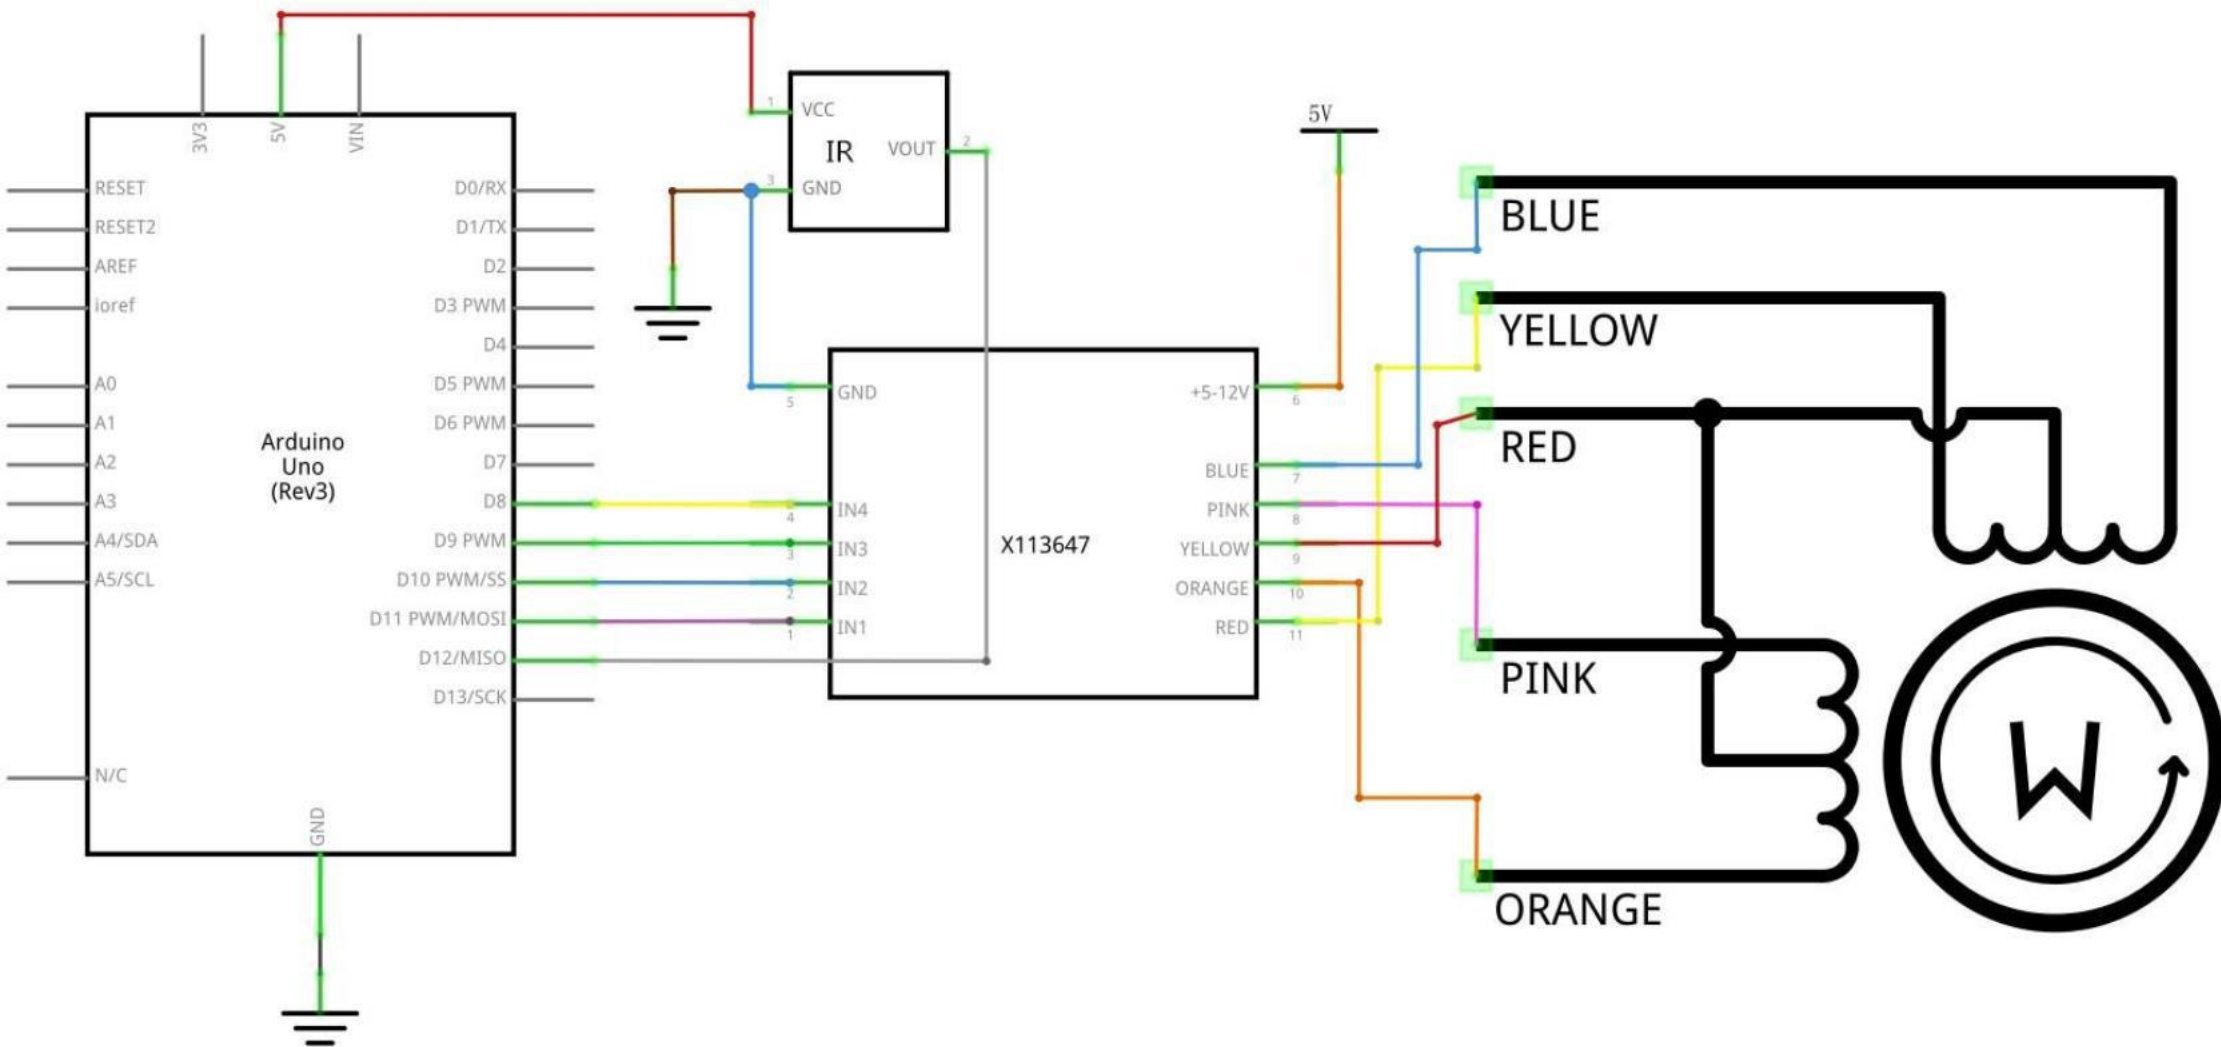 3V3
5V
VIN
RESET
RESET2
AREF
ioref
A0
A1
A2
A3
A4/SDA
A5/SCL
N/C
Arduino
Uno
(Rev3)
D0/RX
D1/TX
D2
D3 PWM
D4
D5 PWM
D6 PWM
D7
D8
D9 PWM
D10 PWM/SS
D11 PWM/MOSI
D12/MISO
D13/SCK
GND
1
VCC
IR
VOUT
2
3
GND
5
GND
4
IN4
3
IN3
2
IN2
1
IN1
X113647
+5-12V
6
BLUE
7
PINK
8
YELLOW
9
ORANGE
10
RED
11
5V
BLUE
YELLOW
RED
PINK
ORANGE
M